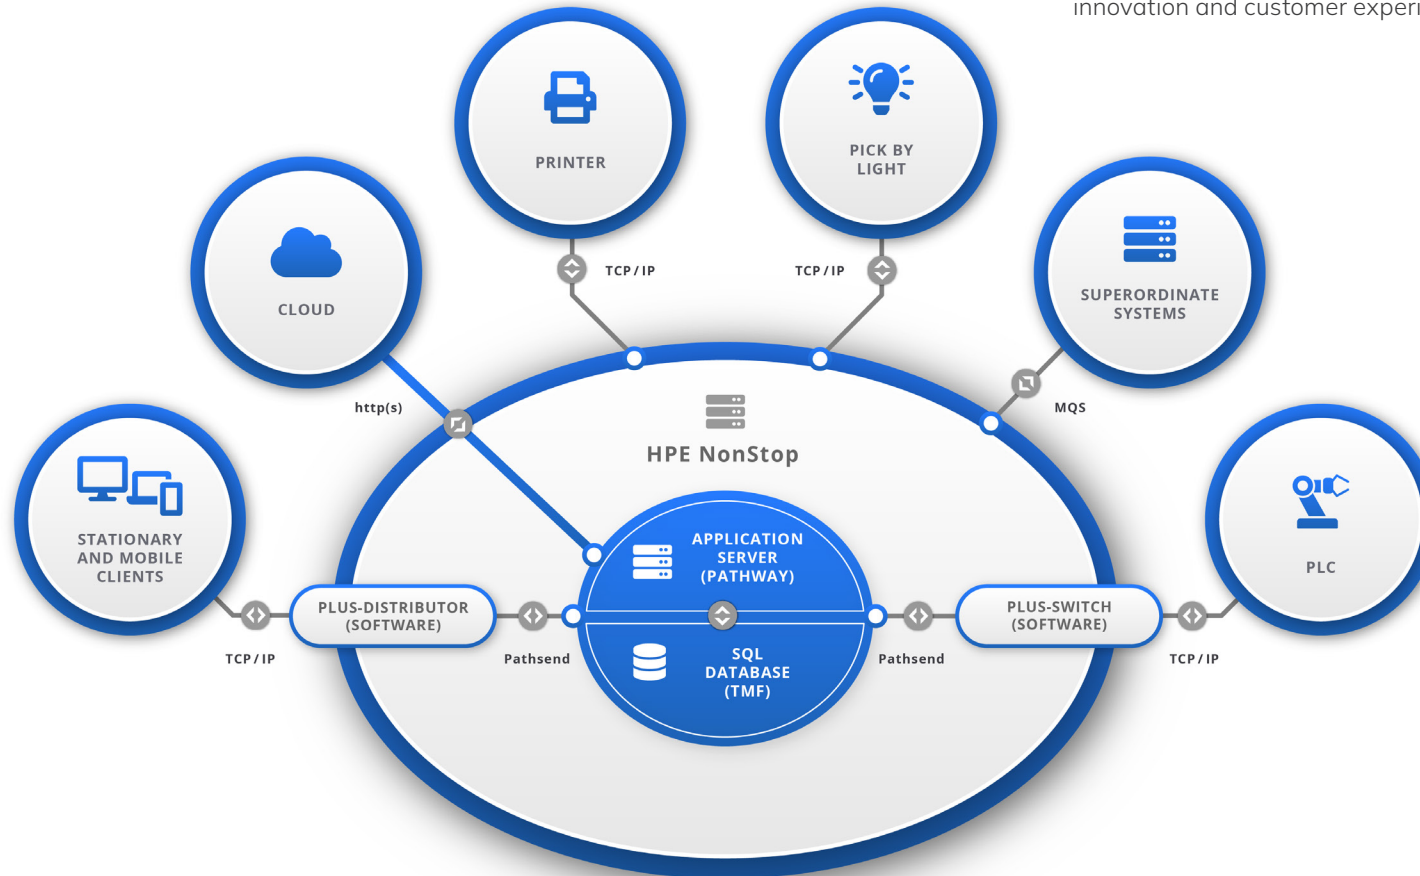 innovation and customer experi
PRINTER
PICK BY
LIGHT
CLOUD
TCP/IP
TCP/IP
SUPERORDINATE
SYSTEMS
http(s)
MQS
HPE NonStop
STATIONARY
AND MOBILE
CLIENTS
APPLICATION
SERVER
(PATHWAY)
PLC
PLUS-DISTRIBUTOR
(SOFTWARE)
PLUS-SWITCH
(SOFTWARE)
TCP/IP
Pathsend
SQL
DATABASE
(TMF)
Pathsend
TCP/IP